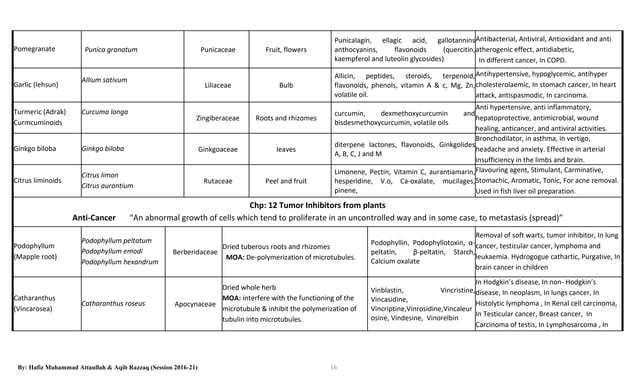 Pomegranate
Punica granatum
Punicaceae
Fruit, flowers
Punicalagin, ellagic acid, gallotannins
anthocyanins, flavonoids (quercitin,
kaempferol and luteolin glycosides)
Antibacterial, Antiviral, Antioxidant and anti
atherogenic effect, antidiabetic,
In different cancer, In COPD.
Garlic (lehsun)
Allium sativum
Liliaceae
Bulb
Allicin, peptides, steroids, terpenoid,
flavonoids, phenols, vitamin A & c, Mg, Zn,
volatile oil.
Antihypertensive, hypoglycemic, antihyper
cholesterolaemic, In stomach cancer, In heart
attack, antispasmodic, In carcinoma.
Turmeric (Adrak)
Curmcuminoids
Curcuma longa
Zingiberaceae
Roots and rhizomes
curcumin, dexmethoxycurcumin and
bisdesmethoxycurcumin, volatile oils
Anti hypertensive, anti inflammatory,
hepatoprotective, antimicrobial, wound
healing, anticancer, and antiviral activities.
Ginkgo biloba
Ginkgo biloba
Ginkgoaceae
leaves
diterpene lactones, flavonoids, Ginkgolides
A, B, C, J and M
Bronchodilator, in asthma, In vertigo,
headache and anxiety. Effective in arterial
insufficiency in the limbs and brain.
Citrus liminoids
Citrus limon
Citrus aurantium
Rutaceae
Peel and fruit
Limonene, Pectin, Vitamin C, aurantiamarin,
hesperidine, V.o, Ca-oxalate, mucilages,
pinene,
Flavouring agent, Stimulant, Carminative,
Stomachic, Aromatic, Tonic, For acne removal.
Used in fish liver oil preparation.
Chp: 12 Tumor Inhibitors from plants
Anti-Cancer "An abnormal growth of cells which tend to proliferate in an uncontrolled way and in some case, to metastasis (spread)"
Podophyllum
(Mapple root)
Podophyllum peltatum
Podophyllum emodi
Podophyllum hexandrum
Berberidaceae
Dried tuberous roots and rhizomes
MOA: De-polymerization of microtubules.
Podophyllin, Podophyllotoxin, α-
peltatin, β-peltatin, Starch,
Calcium oxalate
Removal of soft warts, tumor inhibitor, In lung
cancer, testicular cancer, lymphoma and
leukaemia. Hydrogogue cathartic, Purgative, In
brain cancer in children
Catharanthus
(Vincarosea)
Catharanthus roseus
Apocynaceae
Dried whole herb
MOA: interfere with the functioning of the
microtubule & inhibit the polymerization of
tubulin into microtubules.
Vinblastin, Vincristine,
Vincasidine,
Vincriptine,Vinrosidine,Vincaleur
osine, Vindesine, Vinorelbin
In Hodgkin's disease, In non- Hodgkin's
disease, In neoplasm, In lungs cancer, In
Histolytic lymphoma , In Renal cell carcinoma,
In Testicular cancer, Breast cancer, In
Carcinoma of testis, In Lymphosarcoma , In
By: Hafiz Muhammad Attaullah & Aqib Razzaq (Session 2016-21)
16